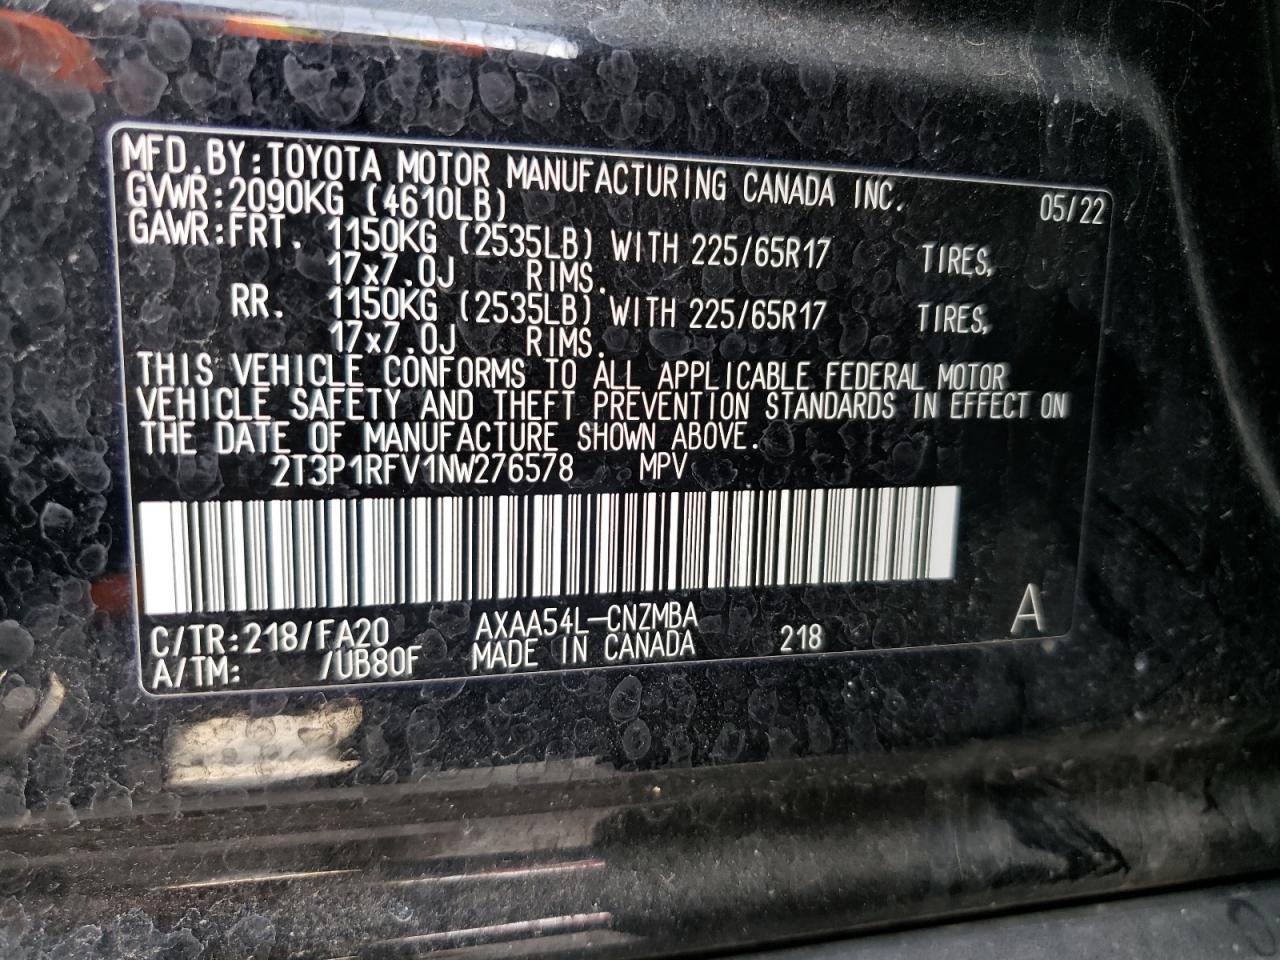 MFD.BY:TOYOTA MOTOR MANUFACTURING CANADA INC. 05/22
GVWR:2090KG (4610LB)
GAWR:FRT. 1150KG (2535LB) WITH 225/65R17 TIRES,
17x7.0J RIMS.
RR. 1150KG (2535LB) WITH 225/65R17 TIRES,
17x7.0J RIMS.
THIS VEHICLE CONFORMS TO ALL APPLICABLE FEDERAL MOTOR
VEHICLE SAFETY AND THEFT PREVENTION STANDARDS IN EFFECT ON
THE DATE OF MANUFACTURE SHOWN ABOVE.
2T3P1RFV1NW276578 MPV
C/TR:218/FA20 AXAA54L-CNZMBA
A/TM: /UB80F MADE IN CANADA 218 A